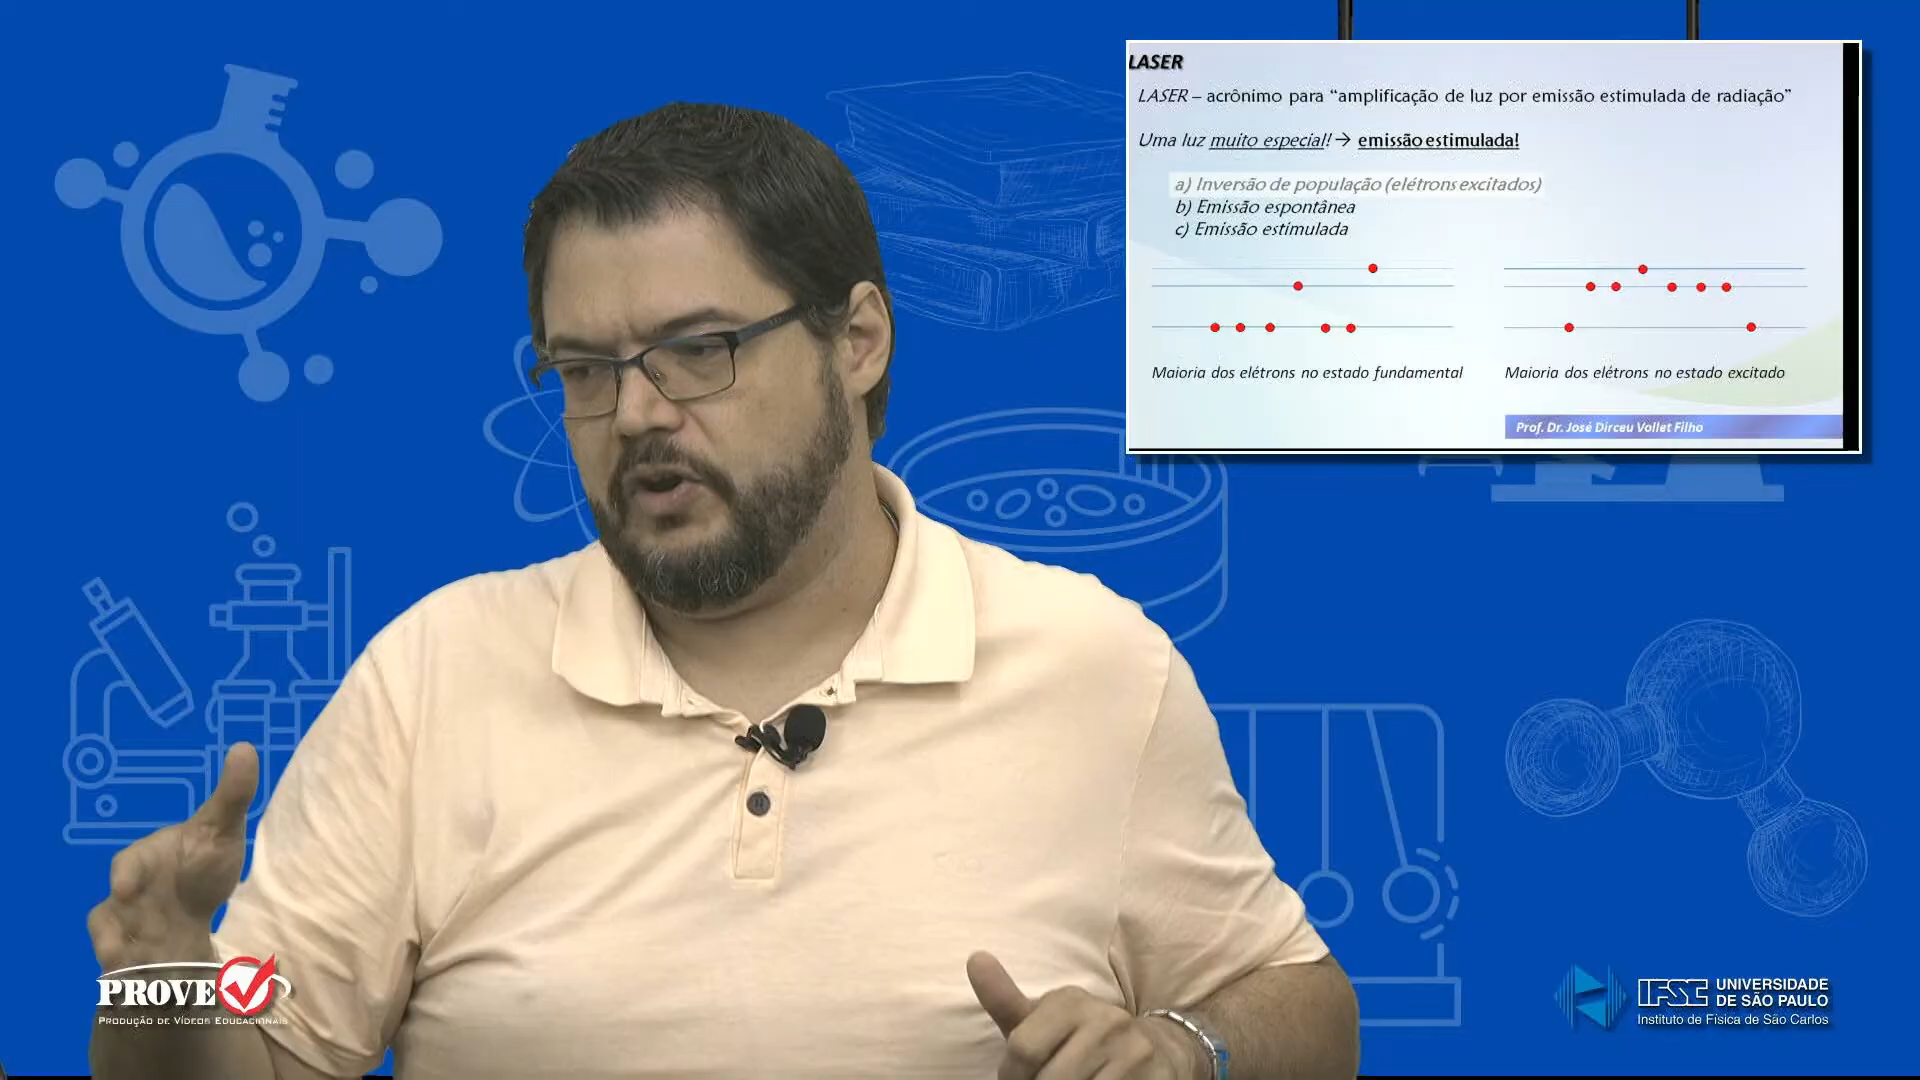 LASER
LASER – acrônimo para “amplificação de luz por emissão estimulada de radiação”
Uma luz muito especial! → emissão estimulada!
a) Inversão de população (elétrons excitados)
b) Emissão espontânea
c) Emissão estimulada
Maioria dos elétrons no estado fundamental
Maioria dos elétrons no estado excitado
Prof. Dr. José Dirceu Vollet Filho
PROVE
PRODUÇÃO DE VÍDEOS EDUCACIONAIS
IFSC UNIVERSIDADE
DE SÃO PAULO
Instituto de Física de São Carlos